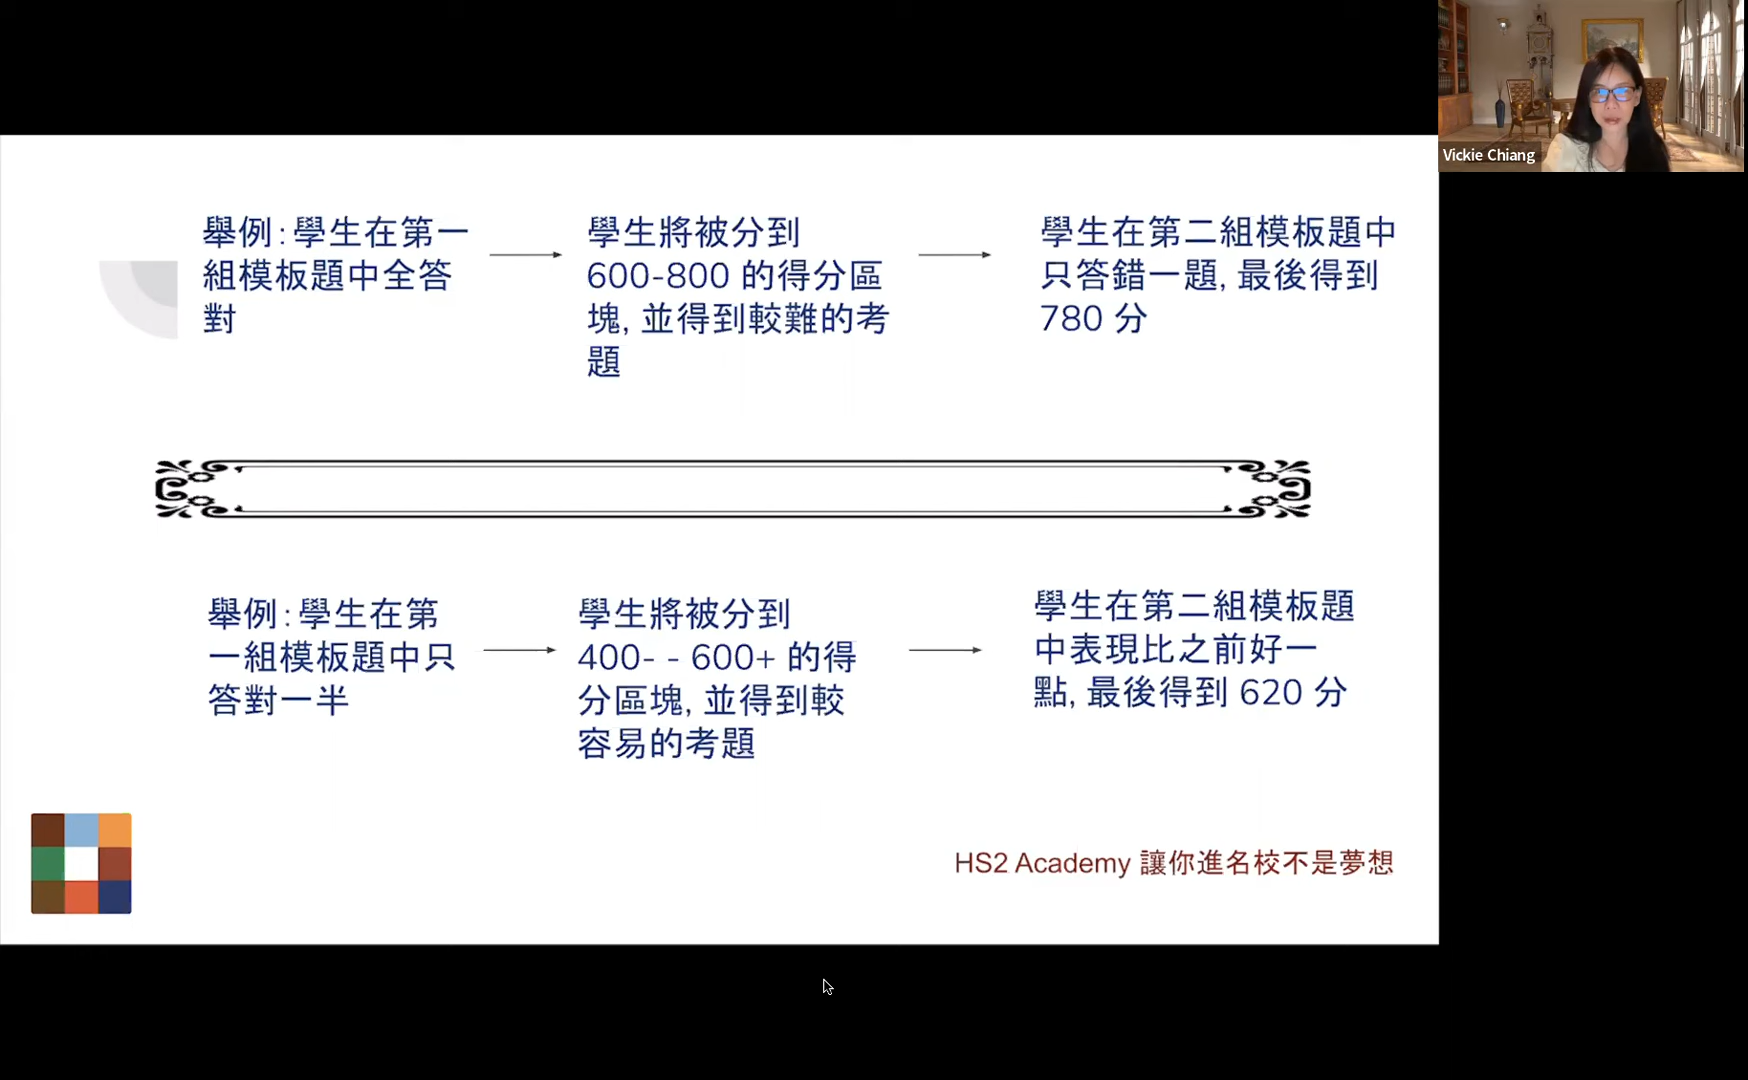 Vickie Chiang
舉例：學生在第一
組模板題中全答
對
學生將被分到
600-800 的得分區
塊, 並得到較難的考
題
學生在第二組模板題中
只答錯一題, 最後得到
780 分
舉例：學生在第
一組模板題中只
答對一半
學生將被分到
400- - 600+ 的得
分區塊, 並得到較
容易的考題
學生在第二組模板題
中表現比之前好一
點, 最後得到 620 分
HS2 Academy 讓你進名校不是夢想